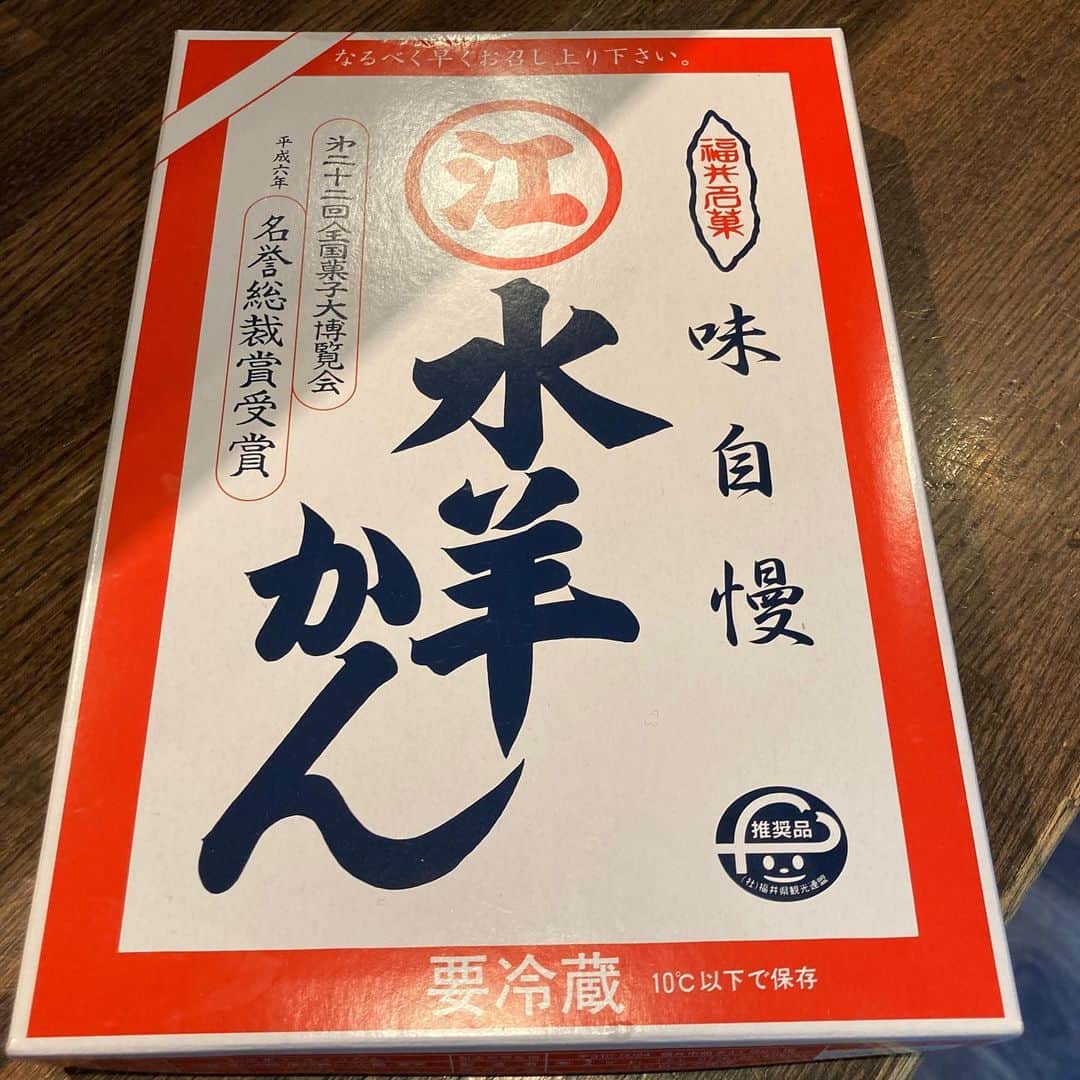 なるべく早くお召し上り下さい。
福井名菓
味自慢
江
水羊
かん
第二十二回全国菓子大博覧会
平成六年
名誉総裁賞受賞
推奨品
(社)福井県観光連盟
要冷蔵 10℃以下で保存